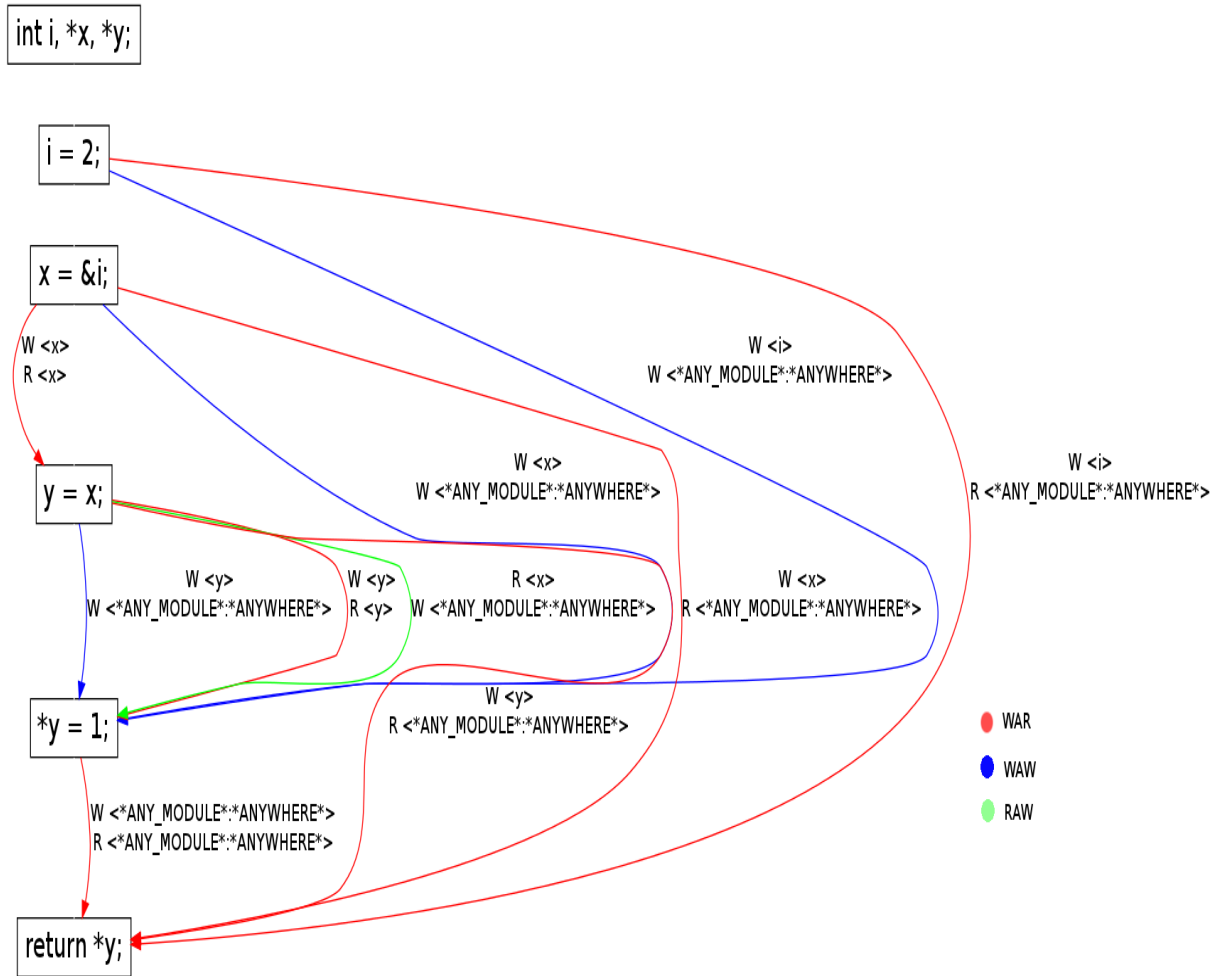 int i, *x, *y;
i = 2;
x = &i;
W <x>
R <x>
W <i>
W <*ANY_MODULE*:*ANYWHERE*>
W <x>
W <*ANY_MODULE*:*ANYWHERE*>
W <i>
R <*ANY_MODULE*:*ANYWHERE*>
y = x;
W <y>
W <*ANY_MODULE*:*ANYWHERE*>
W <y>
R <y>
R <x>
W <*ANY_MODULE*:*ANYWHERE*>
W <x>
R <*ANY_MODULE*:*ANYWHERE*>
*y = 1;
W <y>
R <*ANY_MODULE*:*ANYWHERE*>
WAR
WAW
RAW
W <*ANY_MODULE*:*ANYWHERE*>
R <*ANY_MODULE*:*ANYWHERE*>
return *y;